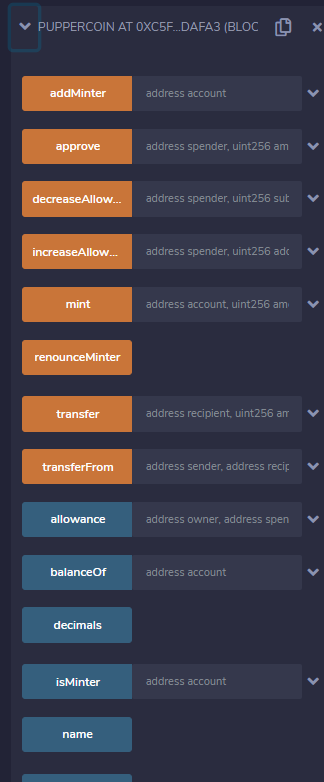 PUPPERCOIN AT 0XC5F...DAFA3 (BLOC
addMinter address account
approve address spender, uint256 am
decreaseAllow... address spender, uint256 sub
increaseAllow... address spender, uint256 add
mint address account, uint256 am
renounceMinter
transfer address recipient, uint256 am
transferFrom address sender, address recip
allowance address owner, address spen
balanceOf address account
decimals
isMinter address account
name